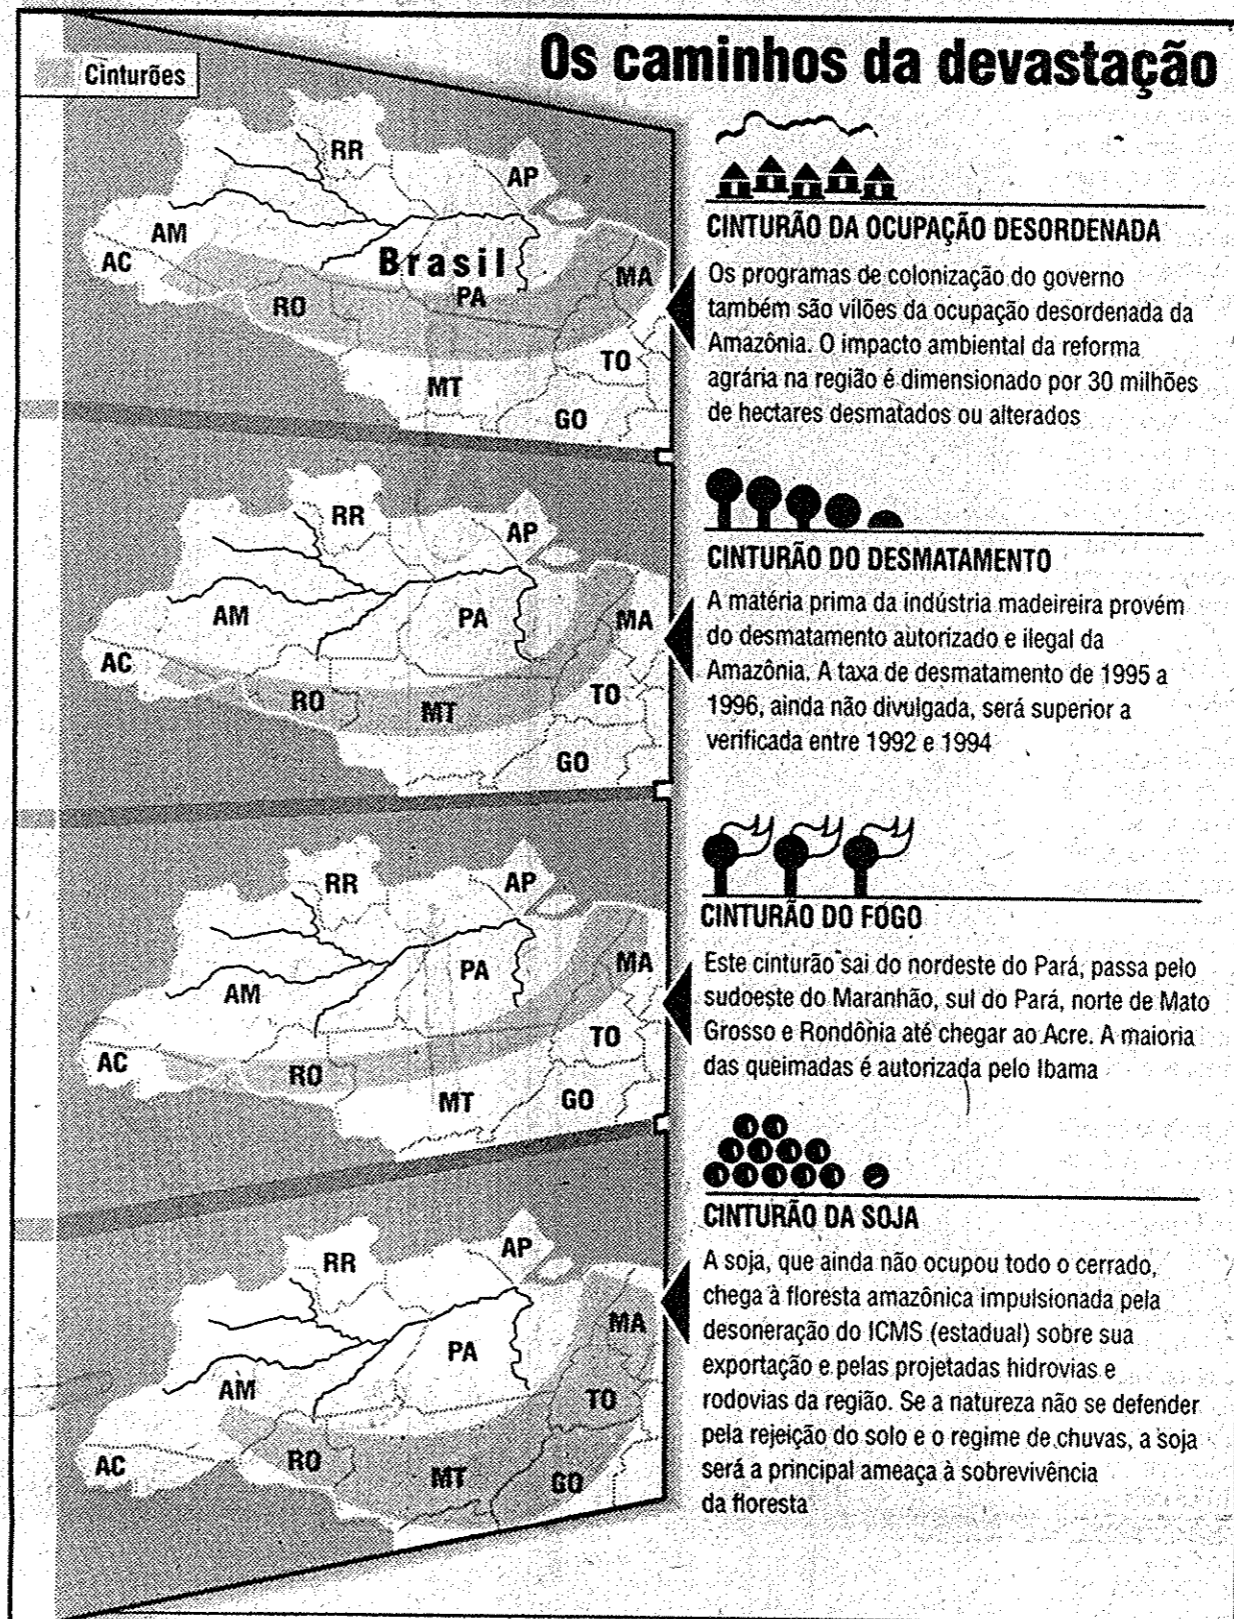 Os caminhos da devastação
Cinturões
RR
AP
AM
AC
Brasil
MA
PA
RO
TO
MT
GO
CINTURÃO DA OCUPAÇÃO DESORDENADA
Os programas de colonização do governo
também são vilões da ocupação desordenada da
Amazônia. O impacto ambiental da reforma
agrária na região é dimensionado por 30 milhões
de hectares desmatados ou alterados
RR
AP
AM
PA
MA
AC
RO
MT
TO
GO
CINTURÃO DO DESMATAMENTO
A matéria prima da indústria madeireira provém
do desmatamento autorizado e ilegal da
Amazônia. A taxa de desmatamento de 1995 a
1996, ainda não divulgada, será superior a
verificada entre 1992 e 1994
RR
AP
PA
MA
AM
TO
AC
RO
MT
GO
CINTURÃO DO FOGO
Este cinturão sai do nordeste do Pará, passa pelo
sudoeste do Maranhão, sul do Pará, norte de Mato
Grosso e Rondônia até chegar ao Acre. A maioria
das queimadas é autorizada pelo Ibama
AP
RR
MA
PA
AM
TO
AC
RO
MT
GO
CINTURÃO DA SOJA
A soja, que ainda não ocupou todo o cerrado,
chega à floresta amazônica impulsionada pela
desoneração do ICMS (estadual) sobre sua
exportação e pelas projetadas hidrovias e
rodovias da região. Se a natureza não se defender
pela rejeição do solo e o regime de chuvas, a soja
será a principal ameaça à sobrevivência
da floresta